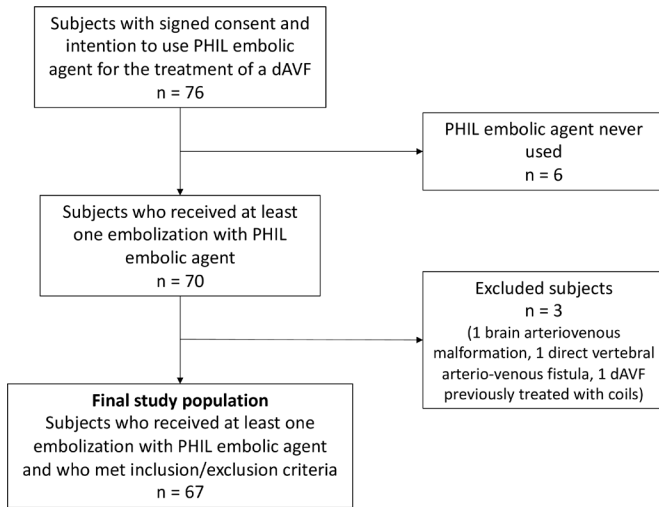 Subjects with signed consent and
intention to use PHIL embolic
agent for the treatment of a dAVF
n = 76
PHIL embolic agent never
used
n = 6
Subjects who received at least
one embolization with PHIL
embolic agent
n = 70
Excluded subjects
n = 3
(1 brain arteriovenous
malformation, 1 direct vertebral
arterio-venous fistula, 1 dAVF
previously treated with coils)
Final study population
Subjects who received at least one
embolization with PHIL embolic agent
and who met inclusion/exclusion criteria
n = 67